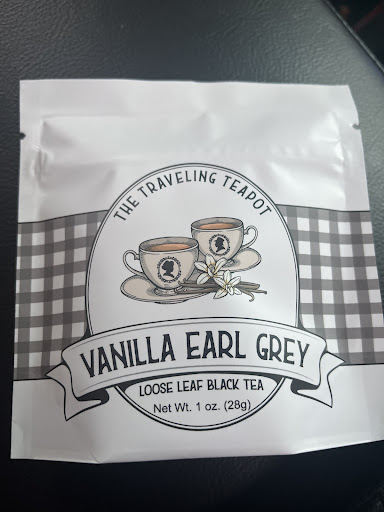 THE TRAVELING TEAPOT
VANILLA EARL GREY
LOOSE LEAF BLACK TEA
Net Wt. 1 oz. (28g)